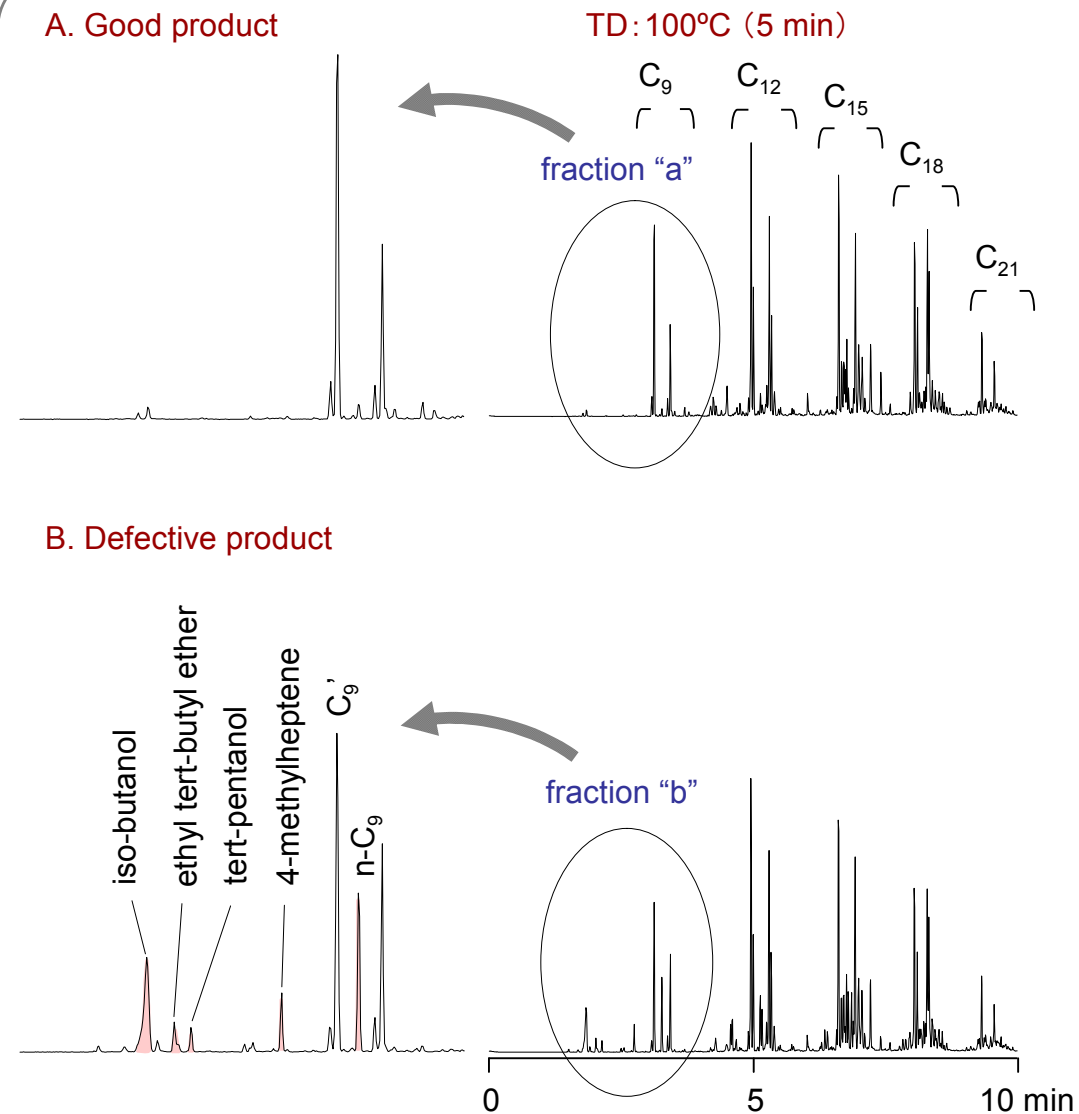 A. Good product
TD：100ºC（5 min）
C₉
C₁₂
C₁₅
C₁₈
C₂₁
fraction “a”
B. Defective product
iso-butanol
ethyl tert-butyl ether
tert-pentanol
4-methylheptene
C₉’
n-C₉
fraction “b”
0
5
10 min